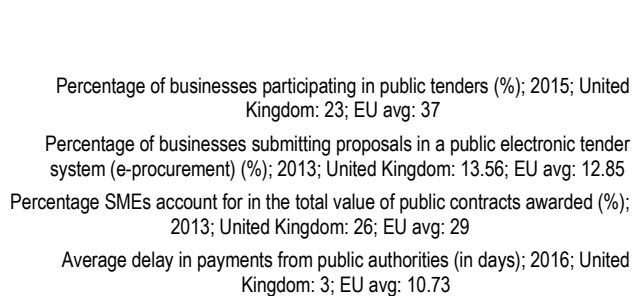 Percentage of businesses participating in public tenders (%); 2015; United
Kingdom: 23; EU avg: 37
Percentage of businesses submitting proposals in a public electronic tender
system (e-procurement) (%); 2013; United Kingdom: 13.56; EU avg: 12.85
Percentage SMEs account for in the total value of public contracts awarded (%);
2013; United Kingdom: 26; EU avg: 29
Average delay in payments from public authorities (in days); 2016; United
Kingdom: 3; EU avg: 10.73